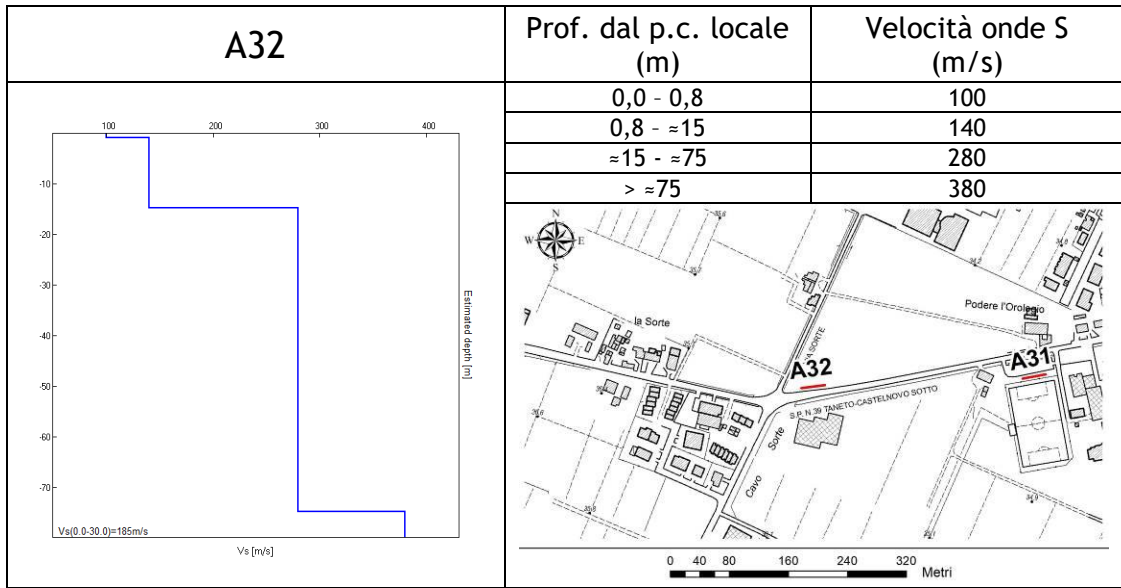 A32
Prof. dal p.c. locale
(m)
Velocità onde S
(m/s)
0,0 – 0,8
100
0,8 – ≈15
140
≈15 - ≈75
280
> ≈75
380
100
200
300
400
-10
-20
-30
-40
-50
-60
-70
Estimated depth [m]
Vs(0.0-30.0)=185m/s
Vs [m/s]
N
W
E
S
la Sorte
Podere l'Orologio
A32
A31
S.P. N.39 TANETO-CASTELNOVO SOTTO
Cavo
Sorte
34.9
0
40
80
160
240
320
Metri